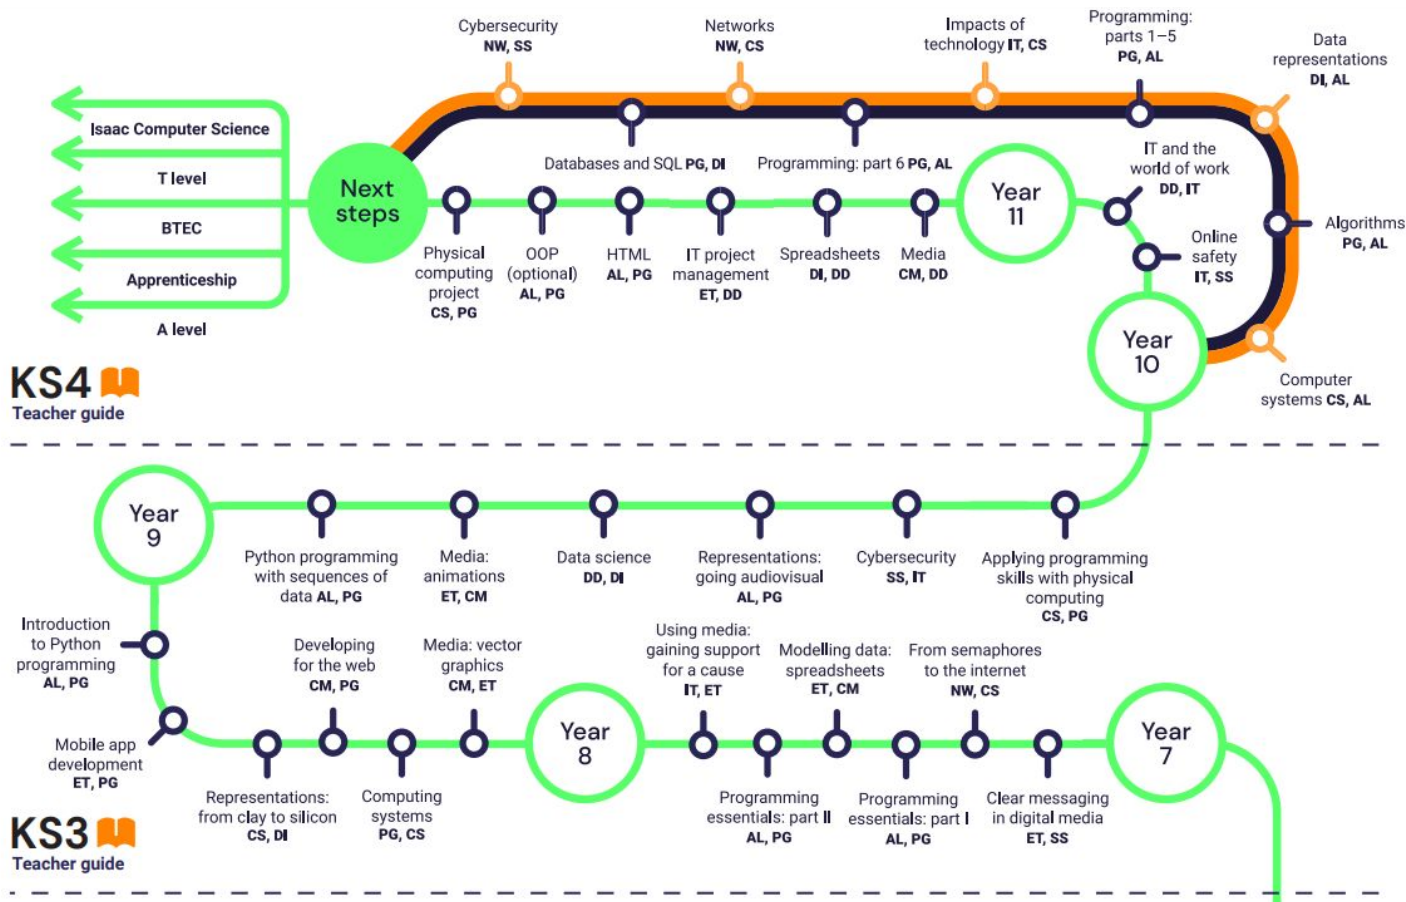 Cybersecurity
NW, SS
Networks
NW, CS
Impacts of
technology IT, CS
Programming:
parts 1–5
PG, AL
Data
representations
DI, AL
Isaac Computer Science
T level
BTEC
Apprenticeship
A level
Next
steps
Databases and SQL PG, DI
Programming: part 6 PG, AL
Year
11
IT and the
world of work
DD, IT
Algorithms
PG, AL
Online
safety
IT, SS
Physical
computing
project
CS, PG
OOP
(optional)
AL, PG
HTML
AL, PG
IT project
management
ET, DD
Spreadsheets
DI, DD
Media
CM, DD
Year
10
Computer
systems CS, AL
KS4
Teacher guide
Year
9
Python programming
with sequences of
data AL, PG
Media:
animations
ET, CM
Data science
DD, DI
Representations:
going audiovisual
AL, PG
Cybersecurity
SS, IT
Applying programming
skills with physical
computing
CS, PG
Introduction
to Python
programming
AL, PG
Developing
for the web
CM, PG
Media: vector
graphics
CM, ET
Using media:
gaining support
for a cause
IT, ET
Modelling data:
spreadsheets
ET, CM
From semaphores
to the internet
NW, CS
Mobile app
development
ET, PG
Year
8
Year
7
Representations:
from clay to silicon
CS, DI
Computing
systems
PG, CS
Programming
essentials: part II
AL, PG
Programming
essentials: part I
AL, PG
Clear messaging
in digital media
ET, SS
KS3
Teacher guide